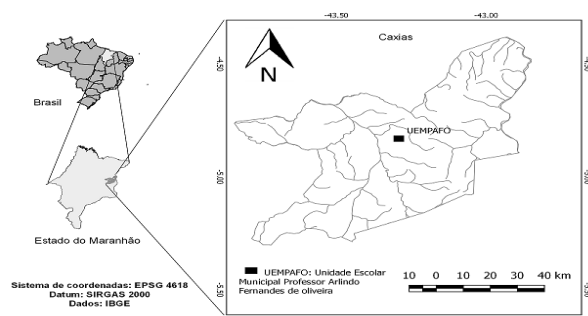 Brasil
Estado do Maranhão
Sistema de coordenadas: EPSG 4618
Datum: SIRGAS 2000
Dados: IBGE
-43.50
-43.00
Caxias
N
-4.50
-4.50
UEMPAFO
-5.00
-5.00
UEMPAFO: Unidade Escolar
Municipal Professor Arlindo
Fernandes de oliveira
10 0 10 20 30 40 km
-5.50
-5.50